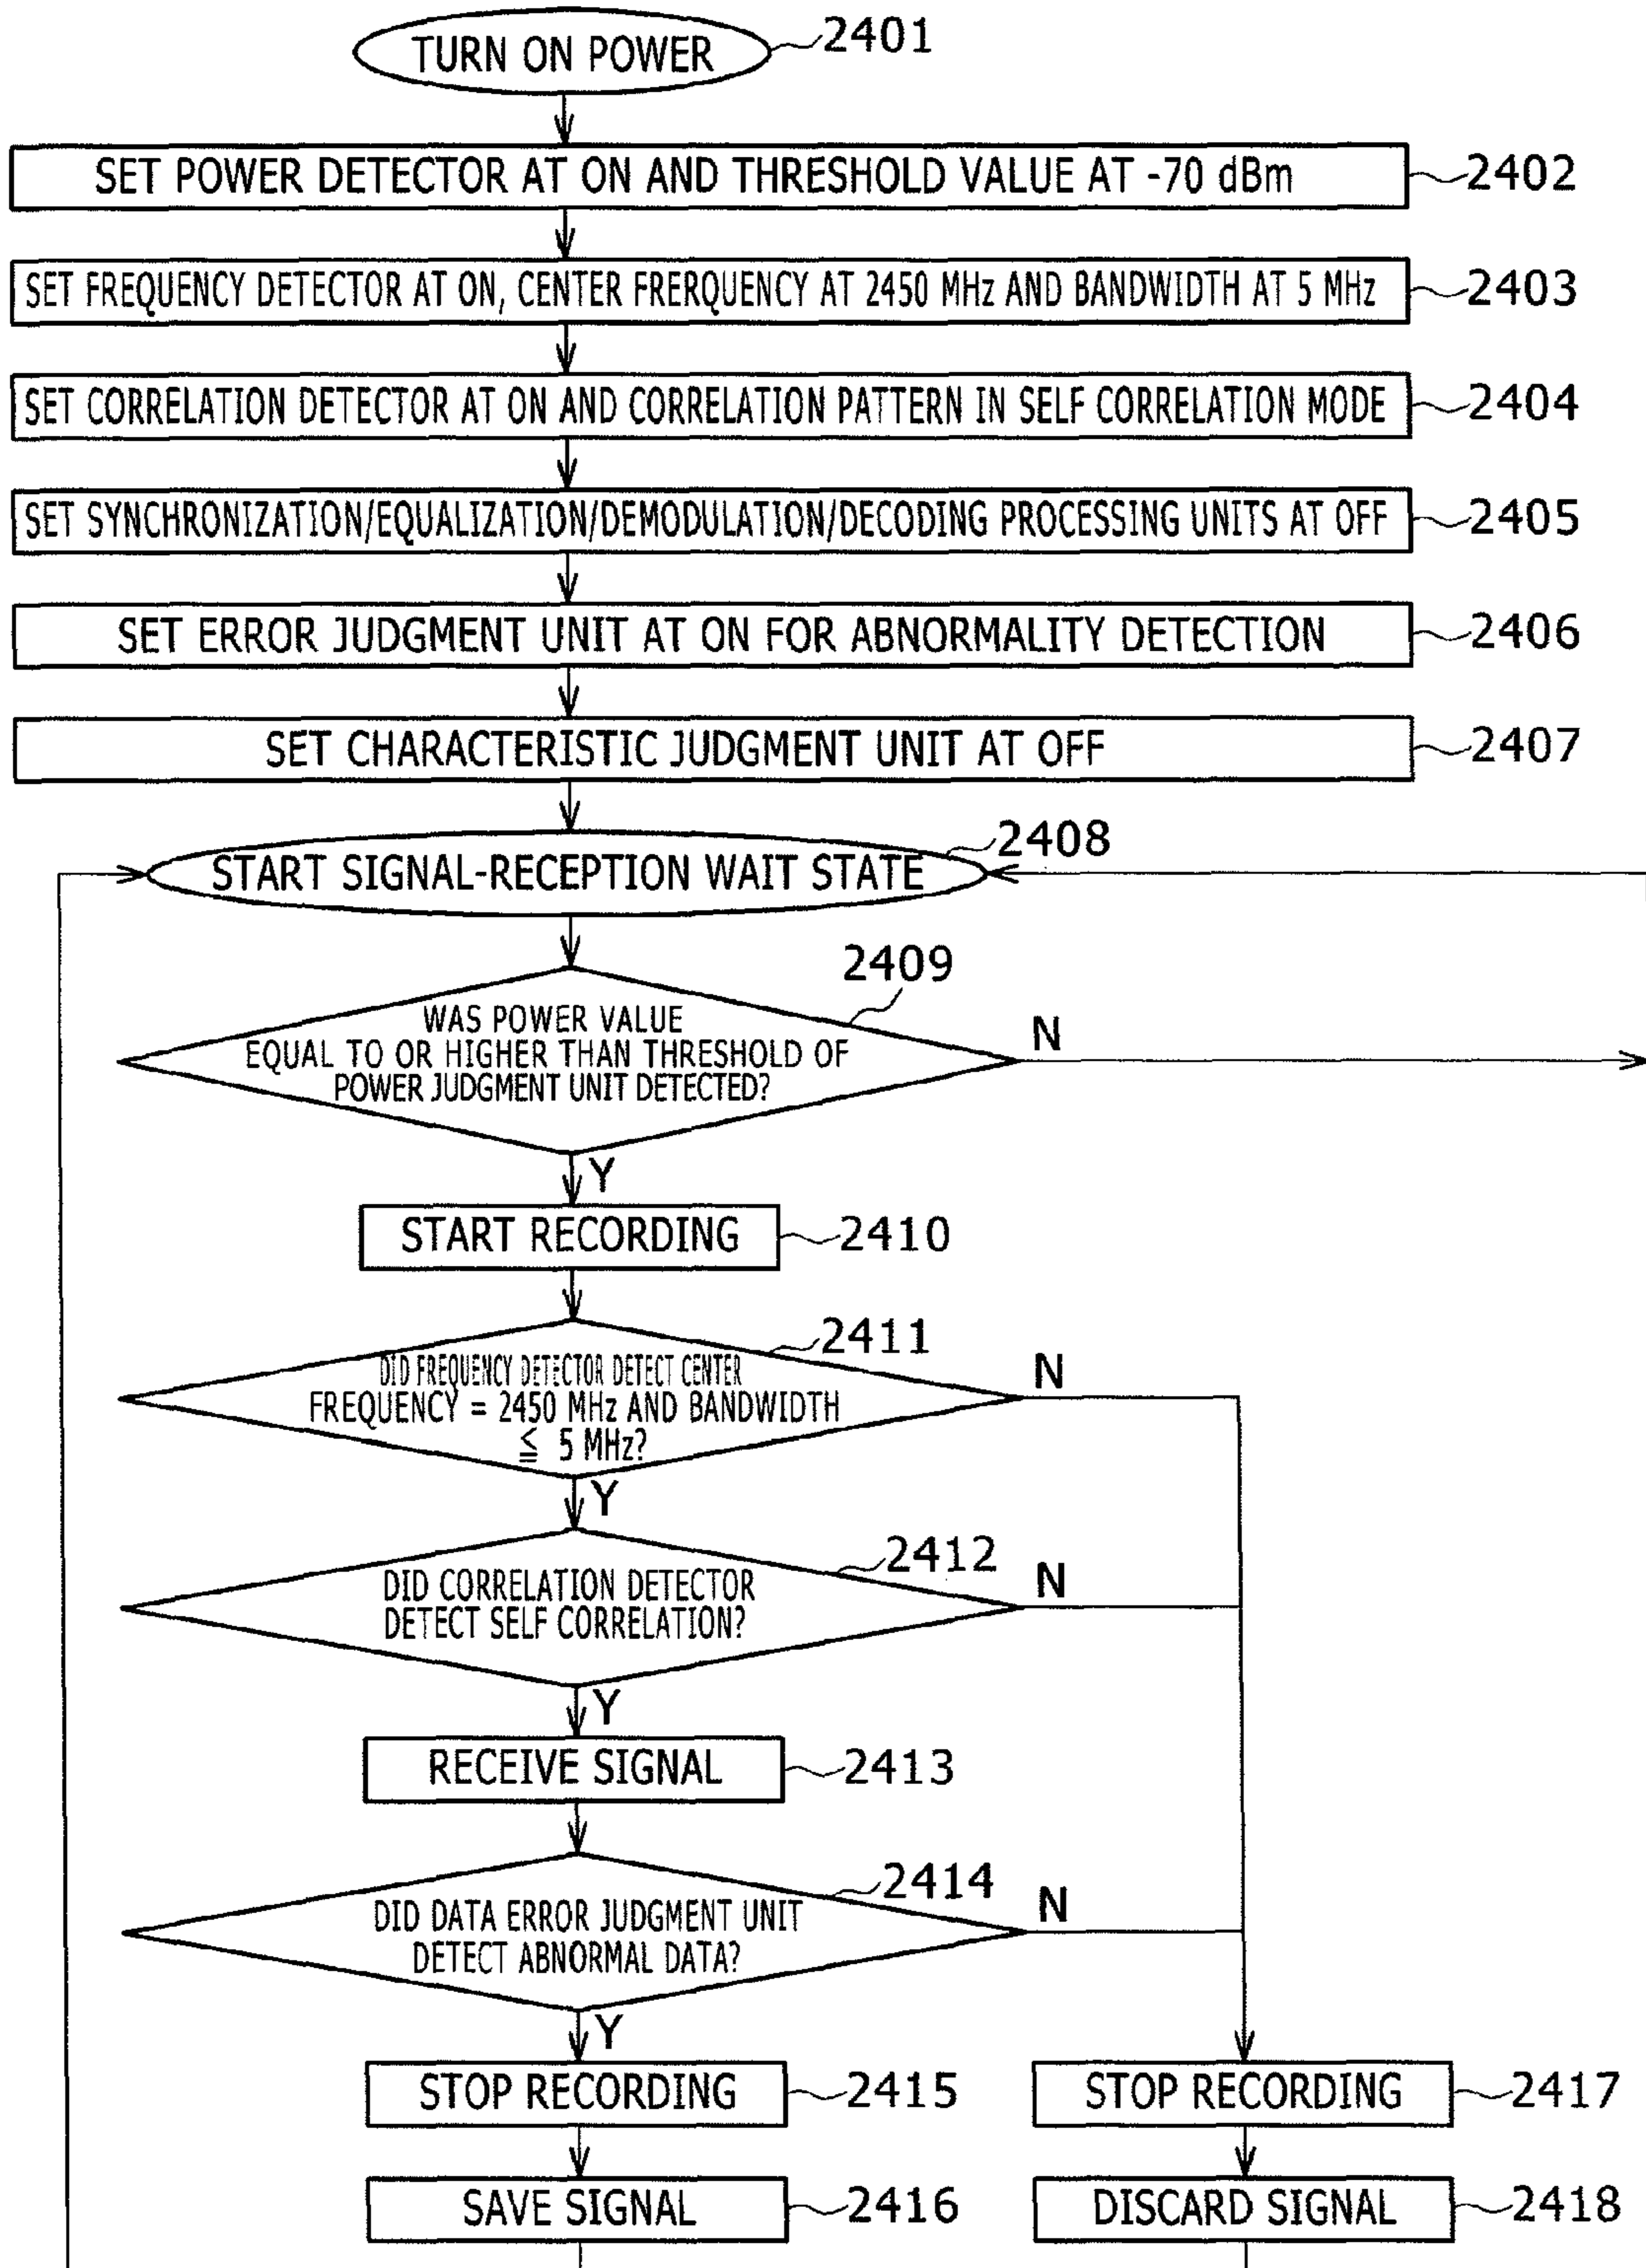 TURN ON POWER
2401
SET POWER DETECTOR AT ON AND THRESHOLD VALUE AT -70 dBm
2402
SET FREQUENCY DETECTOR AT ON, CENTER FRERQUENCY AT 2450 MHz AND BANDWIDTH AT 5 MHz
2403
SET CORRELATION DETECTOR AT ON AND CORRELATION PATTERN IN SELF CORRELATION MODE
2404
SET SYNCHRONIZATION/EQUALIZATION/DEMODULATION/DECODING PROCESSING UNITS AT OFF
2405
SET ERROR JUDGMENT UNIT AT ON FOR ABNORMALITY DETECTION
2406
SET CHARACTERISTIC JUDGMENT UNIT AT OFF
2407
START SIGNAL-RECEPTION WAIT STATE
2408
2409
WAS POWER VALUE
EQUAL TO OR HIGHER THAN THRESHOLD OF
POWER JUDGMENT UNIT DETECTED?
N
Y
START RECORDING
2410
2411
DID FREQUENCY DETECTOR DETECT CENTER
FREQUENCY = 2450 MHz AND BANDWIDTH
≦ 5 MHz?
N
Y
2412
DID CORRELATION DETECTOR
DETECT SELF CORRELATION?
N
Y
RECEIVE SIGNAL
2413
2414
DID DATA ERROR JUDGMENT UNIT
DETECT ABNORMAL DATA?
N
Y
STOP RECORDING
2415
STOP RECORDING
2417
SAVE SIGNAL
2416
DISCARD SIGNAL
2418